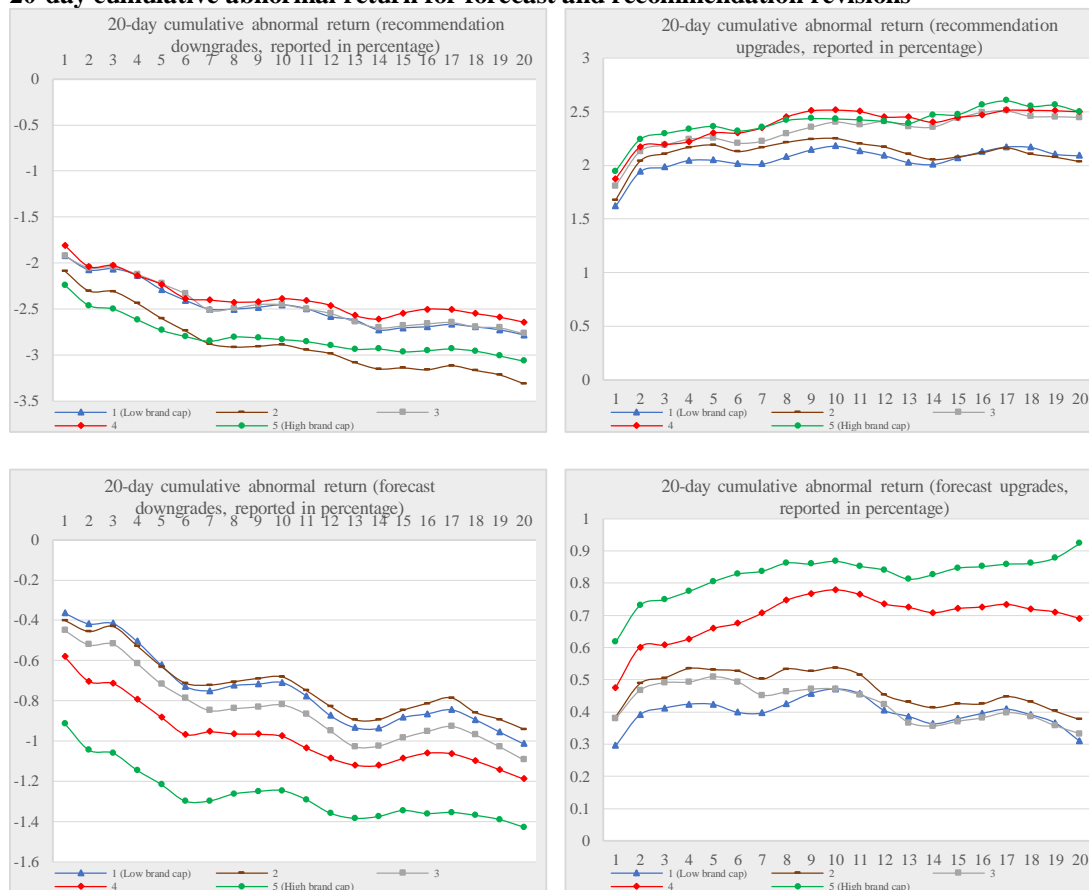 20-day cumulative abnormal return for forecast and recommendation revisions
20-day cumulative abnormal return (recommendation
downgrades, reported in percentage)
1 2 3 4 5 6 7 8 9 10 11 12 13 14 15 16 17 18 19 20
0
-0.5
-1
-1.5
-2
-2.5
-3
-3.5
1 (Low brand cap) 2 3
4 5 (High brand cap)
20-day cumulative abnormal return (recommendation
upgrades, reported in percentage)
3
2.5
2
1.5
1
0.5
0
1 2 3 4 5 6 7 8 9 10 11 12 13 14 15 16 17 18 19 20
1 (Low brand cap) 2 3
4 5 (High brand cap)
20-day cumulative abnormal return (forecast
downgrades, reported in percentage)
1 2 3 4 5 6 7 8 9 10 11 12 13 14 15 16 17 18 19 20
0
-0.2
-0.4
-0.6
-0.8
-1
-1.2
-1.4
-1.6
1 (Low brand cap) 2 3
4 5 (High brand cap)
20-day cumulative abnormal return (forecast upgrades,
reported in percentage)
1
0.9
0.8
0.7
0.6
0.5
0.4
0.3
0.2
0.1
0
1 2 3 4 5 6 7 8 9 10 11 12 13 14 15 16 17 18 19 20
1 (Low brand cap) 2 3
4 5 (High brand cap)